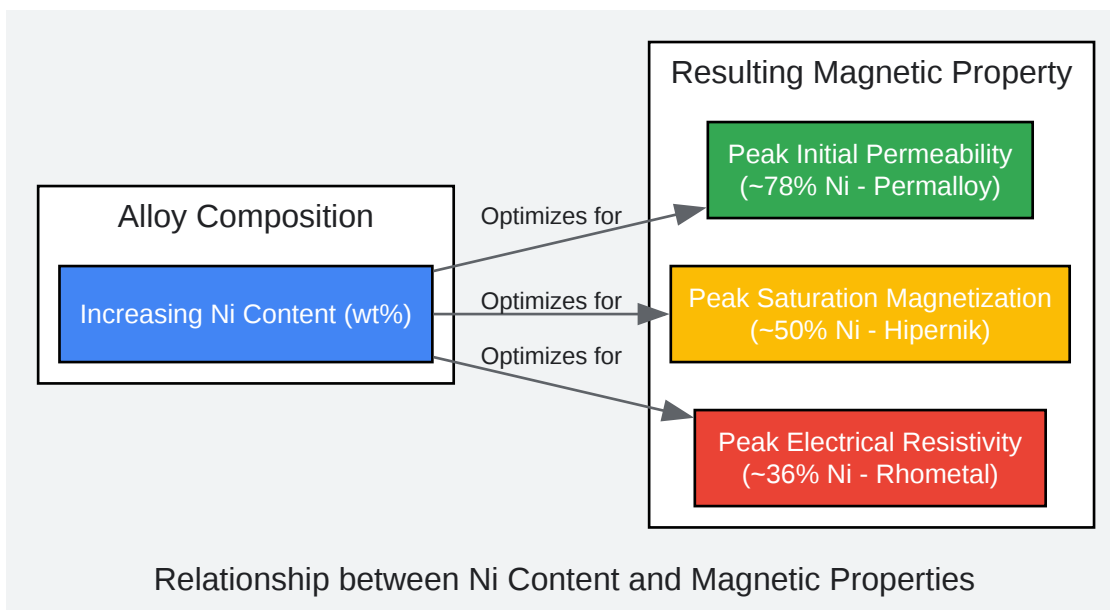 Alloy Composition
Increasing Ni Content (wt%)
Optimizes for
Optimizes for
Optimizes for
Resulting Magnetic Property
Peak Initial Permeability
(~78% Ni - Permalloy)
Peak Saturation Magnetization
(~50% Ni - Hipernik)
Peak Electrical Resistivity
(~36% Ni - Rhometal)
Relationship between Ni Content and Magnetic Properties